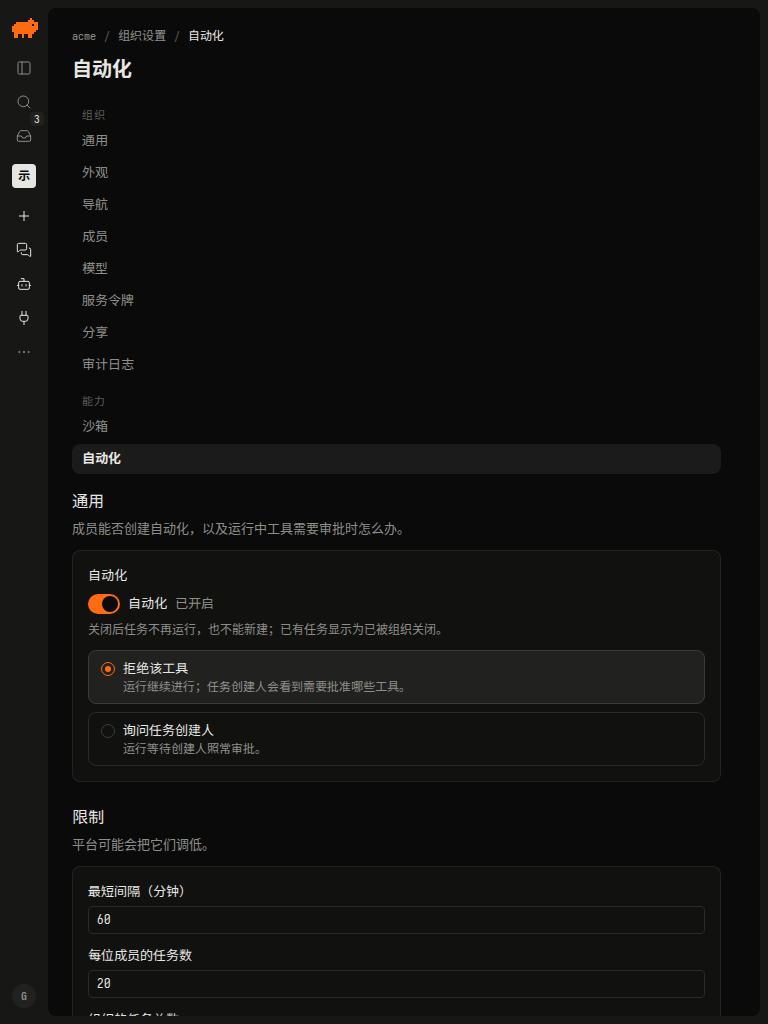 acme / 组织设置 / 自动化
自动化
3
示
组织
通用
外观
导航
成员
模型
服务令牌
分享
审计日志
能力
沙箱
自动化
通用
成员能否创建自动化，以及运行中工具需要审批时怎么办。
自动化
自动化 已开启
关闭后任务不再运行，也不能新建；已有任务显示为已被组织关闭。
拒绝该工具
运行继续进行；任务创建人会看到需要批准哪些工具。
询问任务创建人
运行等待创建人照常审批。
限制
平台可能会把它们调低。
最短间隔（分钟）
60
每位成员的任务数
20
G